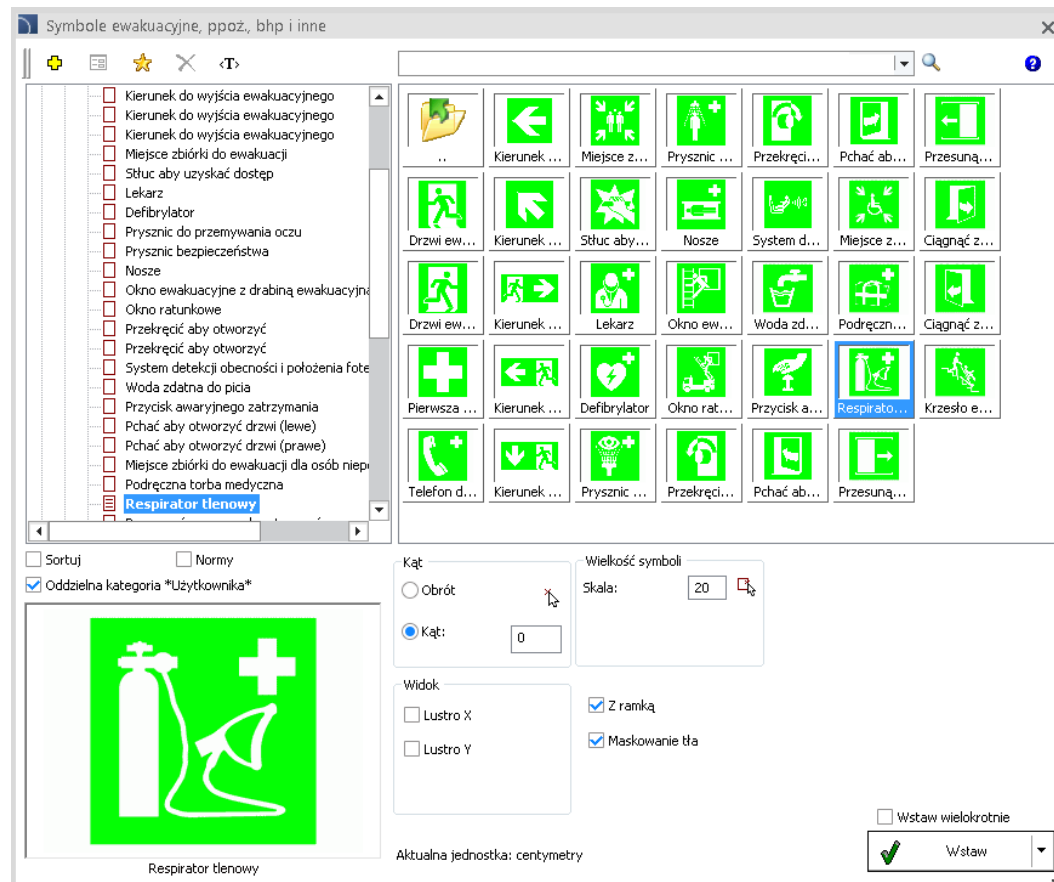 Symbole ewakuacyjne, ppoż., bhp i inne
‹T›
Kierunek do wyjścia ewakuacyjnego
Kierunek do wyjścia ewakuacyjnego
Kierunek do wyjścia ewakuacyjnego
Miejsce zbiórki do ewakuacji
Stłuc aby uzyskać dostęp
Lekarz
Defibrylator
Prysznic do przemywania oczu
Prysznic bezpieczeństwa
Nosze
Okno ewakuacyjne z drabiną ewakuacyjną
Okno ratunkowe
Przekręcić aby otworzyć
Przekręcić aby otworzyć
System detekcji obecności i położenia fote
Woda zdatna do picia
Przycisk awaryjnego zatrzymania
Pchać aby otworzyć drzwi (lewe)
Pchać aby otworzyć drzwi (prawe)
Miejsce zbiórki do ewakuacji dla osób niep
Podręczna torba medyczna
Respirator tlenowy
.. Kierunek ... Miejsce z... Prysznic ... Przekręci... Pchać ab... Przesuną...
Drzwi ew... Kierunek ... Stłuc aby... Nosze System d... Miejsce z... Ciągnąć z...
Drzwi ew... Kierunek ... Lekarz Okno ew... Woda zd... Podręczn... Ciągnąć z...
Pierwsza ... Kierunek ... Defibrylator Okno rat... Przycisk a... Respirato... Krzesło e...
Telefon d... Kierunek ... Prysznic ... Przekręci... Pchać ab... Przesuną...
Sortuj Normy
Oddzielna kategoria *Użytkownika*
Respirator tlenowy
Kąt
Obrót
Kąt: 0
Wielkość symboli
Skala: 20
Widok
Lustro X
Lustro Y
Z ramką
Maskowanie tła
Aktualna jednostka: centymetry
Wstaw wielokrotnie
Wstaw